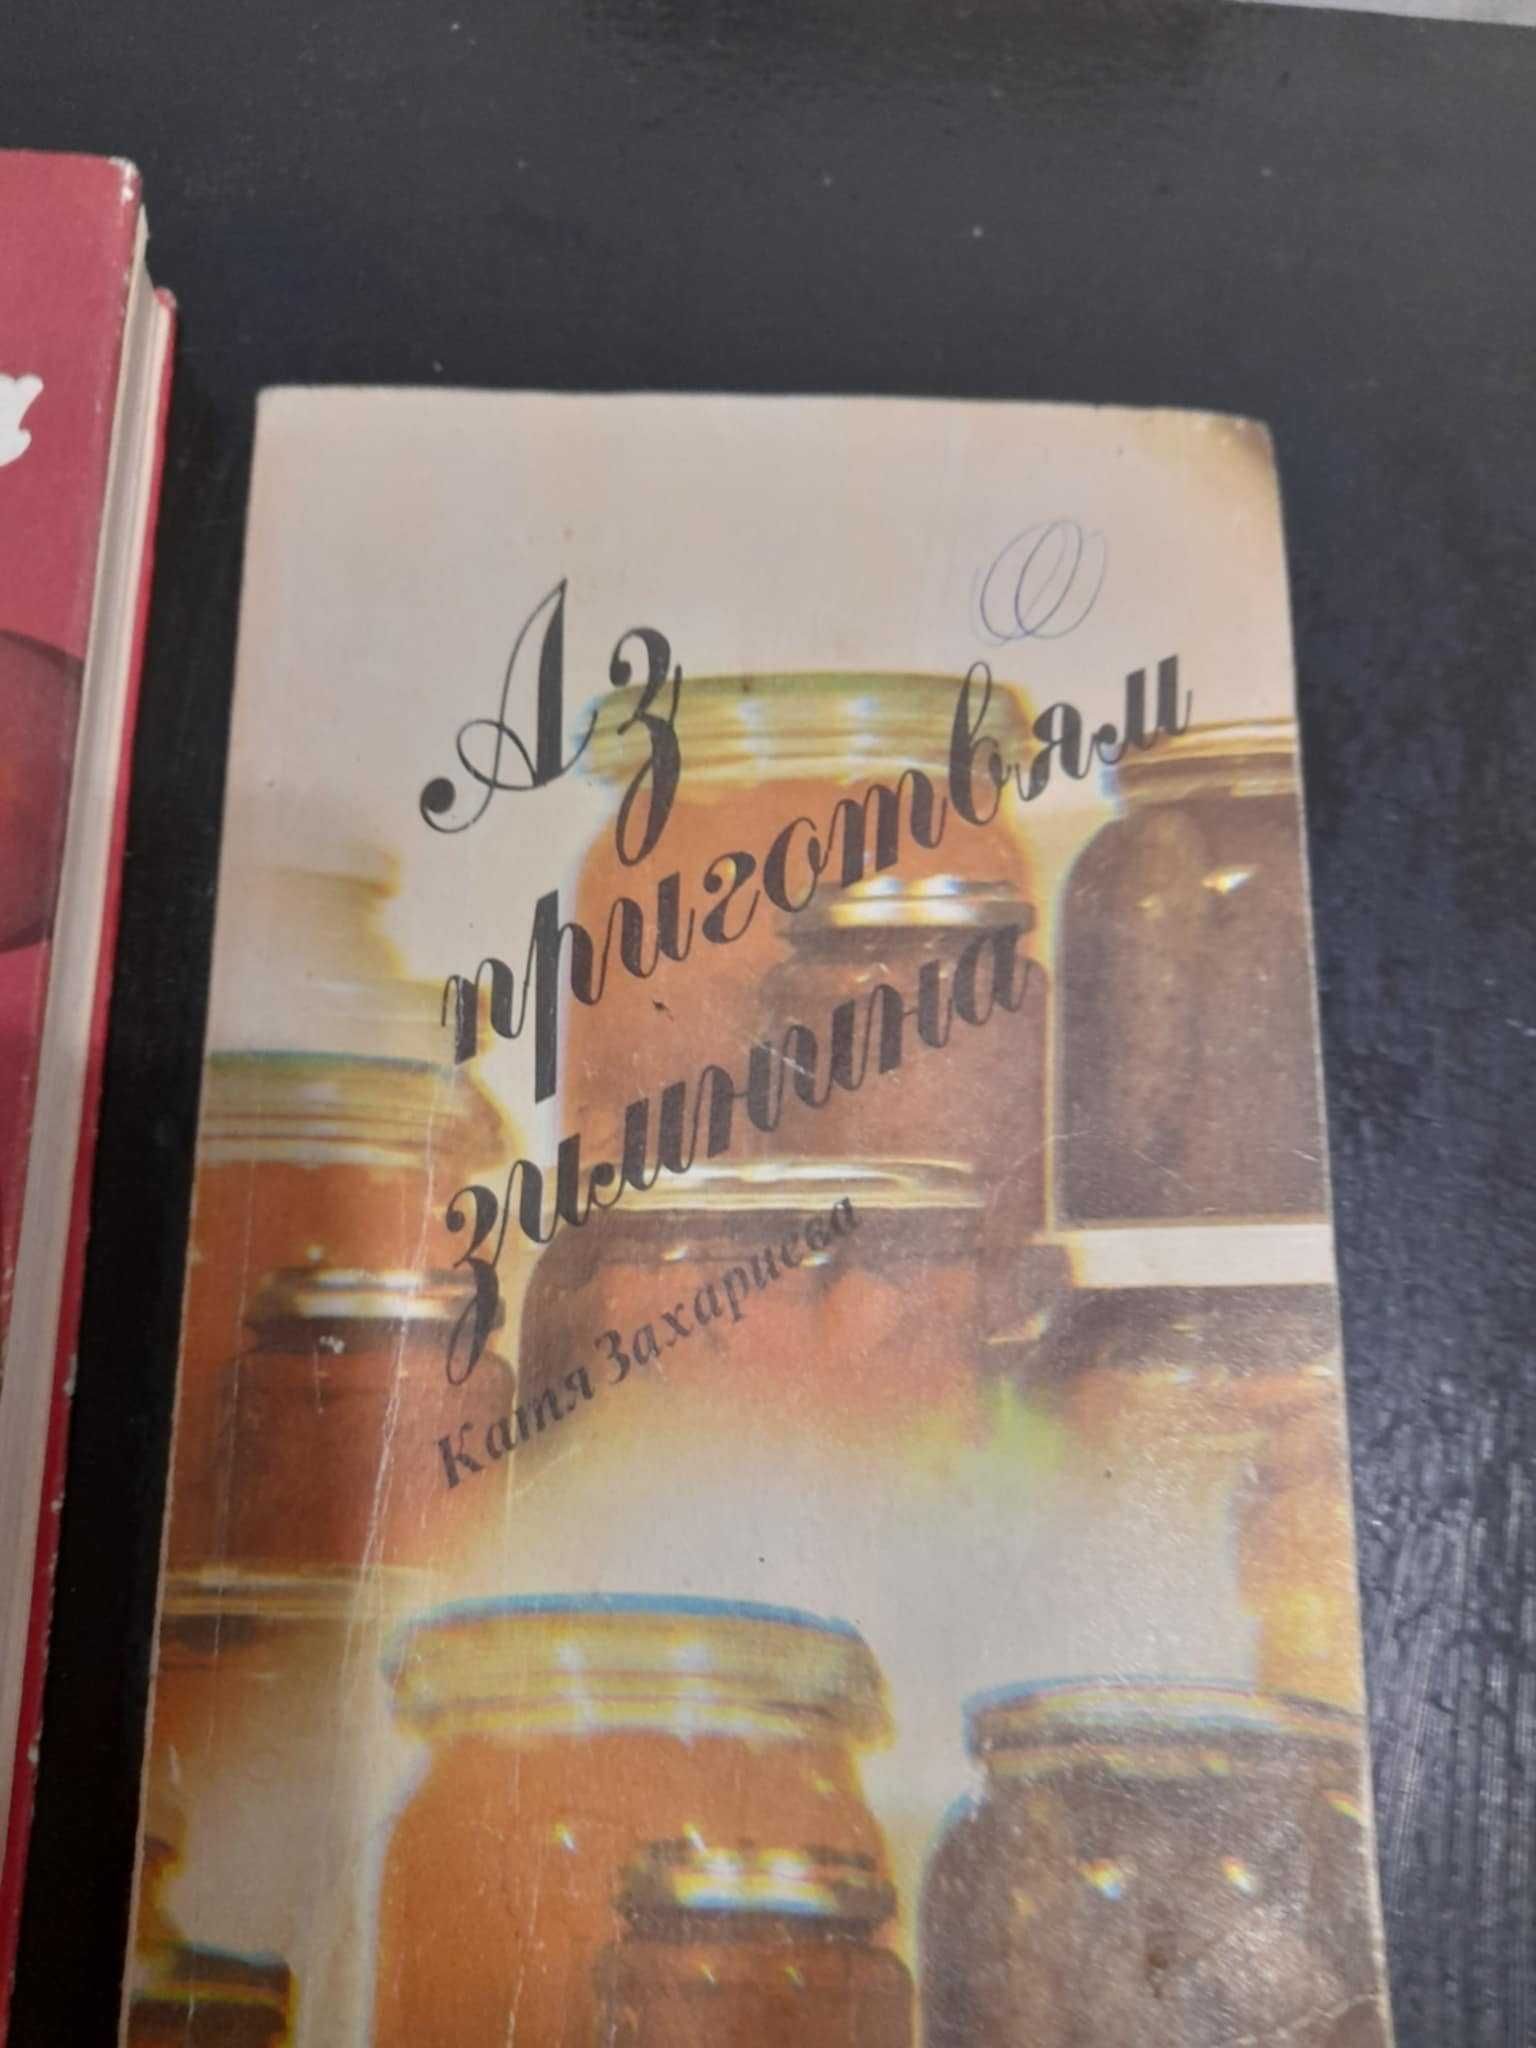 Аз
приготвям
зимнина
Катя Захариева